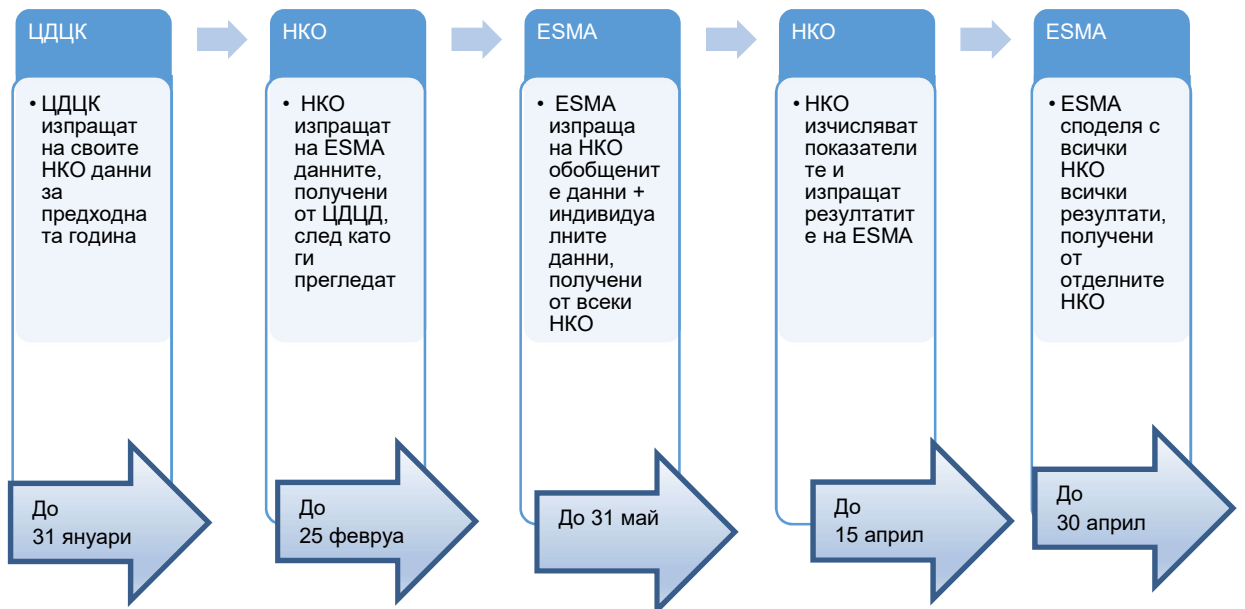 ЦДЦК
• ЦДЦК
изпращат
на своите
НКО данни
за
предходна
та година
До
31 януари
НКО
• НКО
изпращат
на ESMA
данните,
получени
от ЦДЦД,
след като
ги
прегледат
До
25 февруа
ESMA
• ESMA
изпраща
на НКО
обобщенит
е данни +
индивидуа
лните
данни,
получени
от всеки
НКО
До 31 май
НКО
• НКО
изчисляват
показатели
те и
изпращат
резултатит
е на ESMA
До
15 април
ESMA
• ESMA
споделя с
всички
НКО
всички
резултати,
получени
от
отделните
НКО
До
30 април